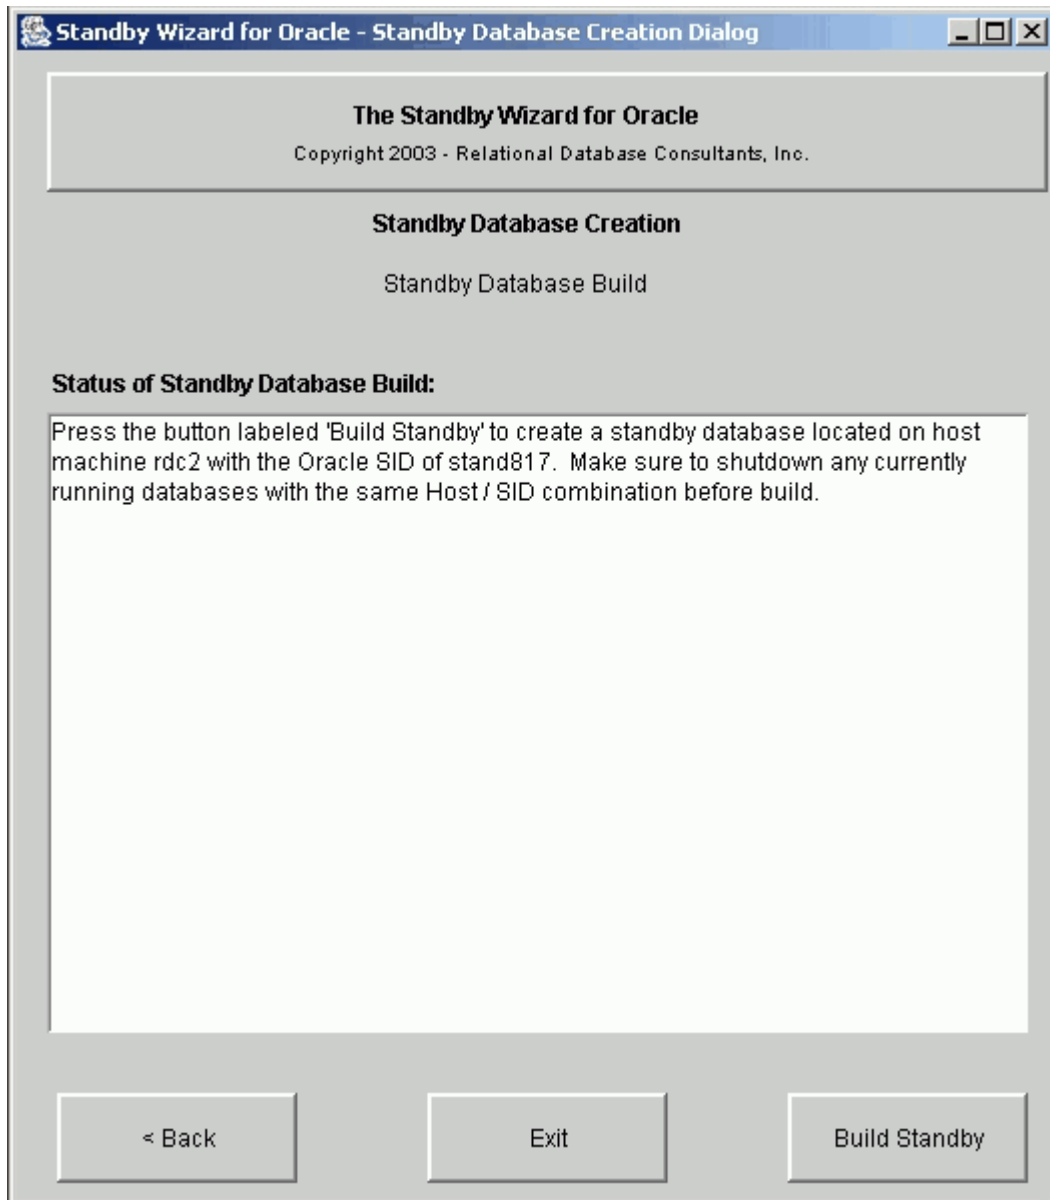 Standby Wizard for Oracle - Standby Database Creation Dialog
The Standby Wizard for Oracle
Copyright 2003 - Relational Database Consultants, Inc.
Standby Database Creation
Standby Database Build
Status of Standby Database Build:
Press the button labeled 'Build Standby' to create a standby database located on host
machine rdc2 with the Oracle SID of stand817.  Make sure to shutdown any currently
running databases with the same Host / SID combination before build.
< Back
Exit
Build Standby